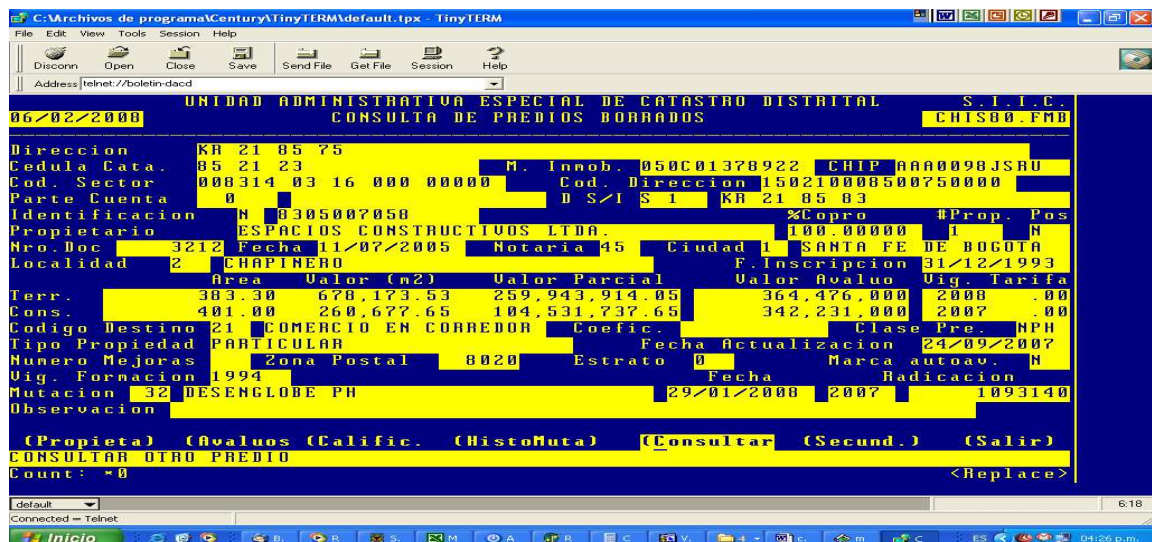 C:\Archivos de programa\Century\TinyTERM\default.tpx - TinyTERM
File Edit View Tools Session Help
Disconn Open Close Save Send File Get File Session Help
Address telnet://boletin-dacd
UNIDAD ADMINISTRATIVA ESPECIAL DE CATASTRO DISTRITAL S.I.I.C.
06/02/2008 CONSULTA DE PREDIOS BORRADOS CHIS80.FMB
Direccion KR 21 85 75
Cedula Cata. 85 21 23 M. Inmob. 050C01378922 CHIP AAA0098JSRU
Cod. Sector 008314 03 16 000 00000 Cod. Direccion 150210008500750000
Parte Cuenta 0 D S/I S 1 KR 21 85 83
Identificacion N 8305007058 %Copro #Prop. Pos
Propietario ESPACIOS CONSTRUCTIVOS LTDA. 100.00000 1 N
Nro.Doc 3212 Fecha 11/07/2005 Notaria 45 Ciudad 1 SANTA FE DE BOGOTA
Localidad 2 CHAPINERO F.Inscripcion 31/12/1993
Area Valor (m2) Valor Parcial Valor Avaluo Vig. Tarifa
Terr. 383.30 678,173.53 259,943,914.05 364,476,000 2008 .00
Cons. 401.00 260,677.65 104,531,737.65 342,231,000 2007 .00
Codigo Destino 21 COMERCIO EN CORREDOR Coefic. Clase Pre. NPH
Tipo Propiedad PARTICULAR Fecha Actualizacion 24/09/2007
Numero Mejoras Zona Postal 8020 Estrato 0 Marca autoav. N
Vig. Formacion 1994 Fecha Radicacion
Mutacion 32 DESENGLOBE PH 29/01/2008 2007 1093140
Observacion
(Propieta) (Avaluos (Calific. (HistoMuta) (Consultar (Secund.) (Salir)
CONSULTAR OTRO PREDIO
Count: *0 <Replace>
default 6:18
Connected - Telnet
Inicio B. R S. M A R C V. 4 - c. m C ES 04:26 p.m.